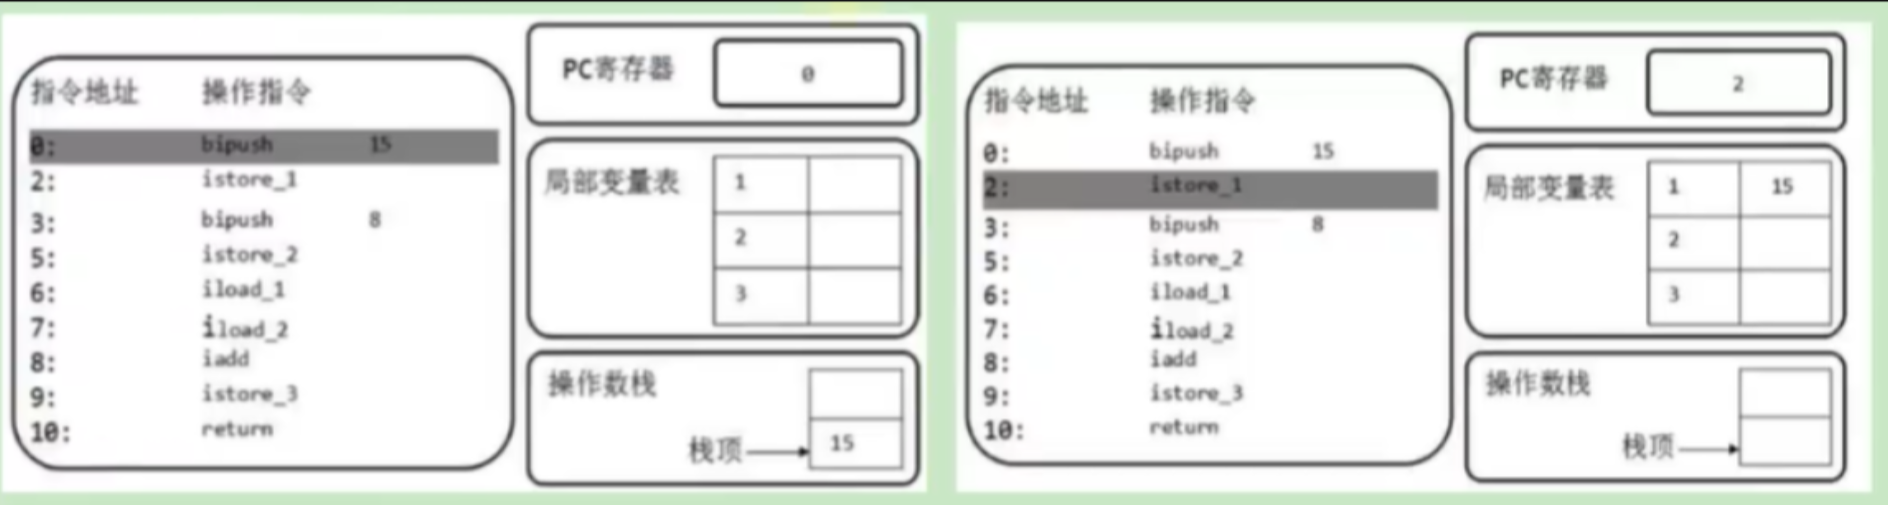 指令地址 操作指令
0: bipush 15
2: istore_1
3: bipush 8
5: istore_2
6: iload_1
7: iload_2
8: iadd
9: istore_3
10: return
PC寄存器 0
局部变量表 1
2
3
操作数栈
栈顶 15
指令地址 操作指令
0: bipush 15
2: istore_1
3: bipush 8
5: istore_2
6: iload_1
7: iload_2
8: iadd
9: istore_3
10: return
PC寄存器 2
局部变量表 1 15
2
3
操作数栈
栈顶